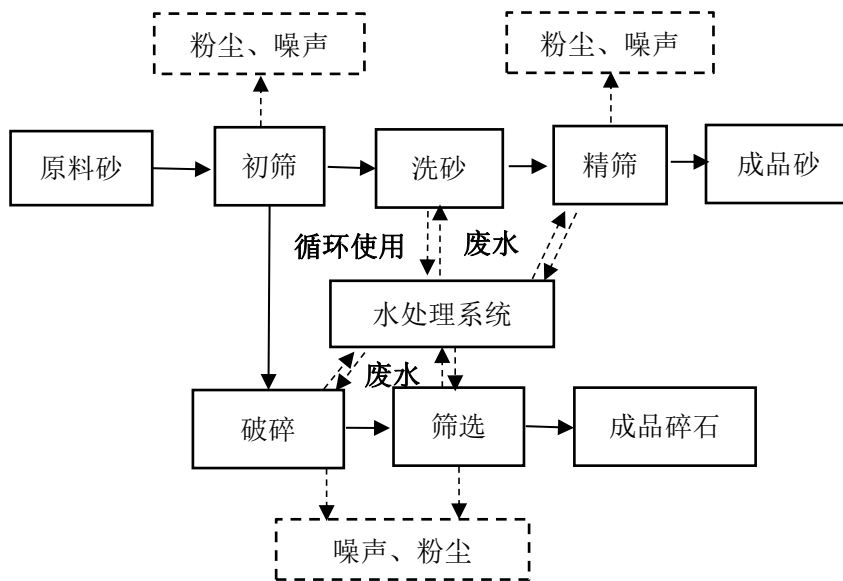 粉尘、噪声
粉尘、噪声
原料砂
初筛
洗砂
精筛
成品砂
循环使用
废水
水处理系统
废水
破碎
筛选
成品碎石
噪声、粉尘